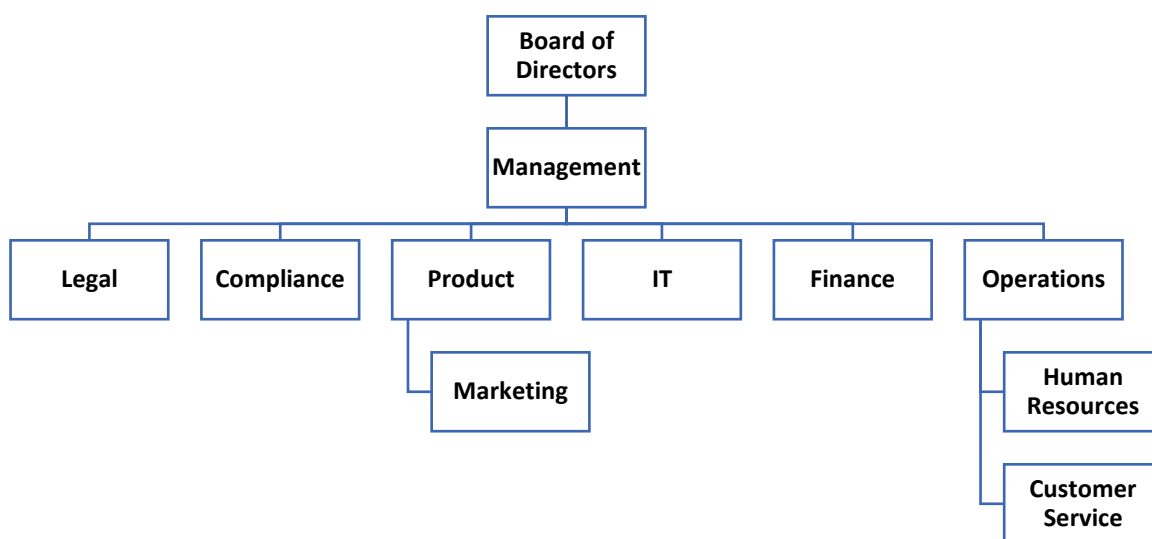 Board of
Directors
Management
Legal
Compliance
Product
IT
Finance
Operations
Marketing
Human
Resources
Customer
Service